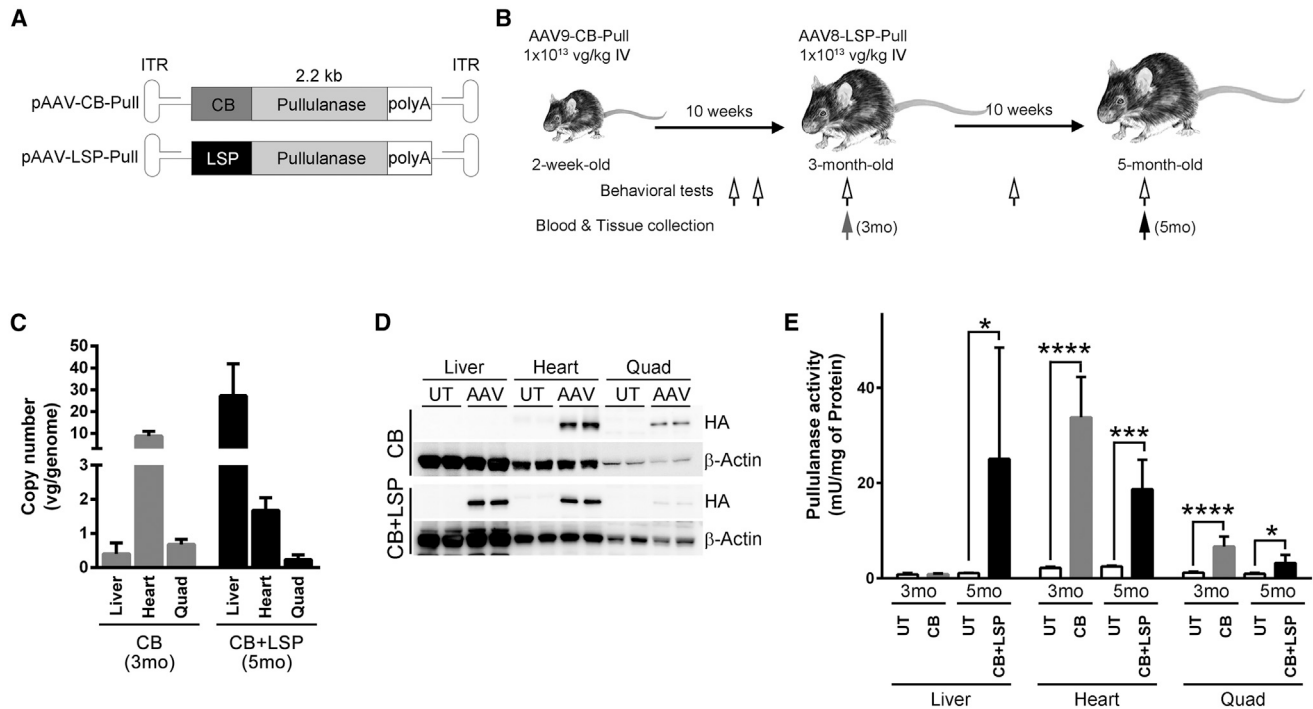 A
ITR
ITR
2.2 kb
pAAV-CB-Pull
CB
Pullulanase
polyA
pAAV-LSP-Pull
LSP
Pullulanase
polyA
B
AAV9-CB-Pull
1x10¹³ vg/kg IV
AAV8-LSP-Pull
1x10¹³ vg/kg IV
10 weeks
10 weeks
2-week-old
3-month-old
5-month-old
Behavioral tests
Blood & Tissue collection
(3mo)
(5mo)
C
Copy number
(vg/genome)
50
40
30
20
10
3
2
1
0
Liver
Heart
Quad
Liver
Heart
Quad
CB
(3mo)
CB+LSP
(5mo)
D
Liver
Heart
Quad
UT
AAV
UT
AAV
UT
AAV
CB
HA
β-Actin
CB+LSP
HA
β-Actin
E
Pullulanase activity
(mU/mg of Protein)
40
20
0
*
****
***
****
*
3mo
5mo
3mo
5mo
3mo
5mo
UT
CB
UT
CB+LSP
UT
CB
UT
CB+LSP
UT
CB
UT
CB+LSP
Liver
Heart
Quad